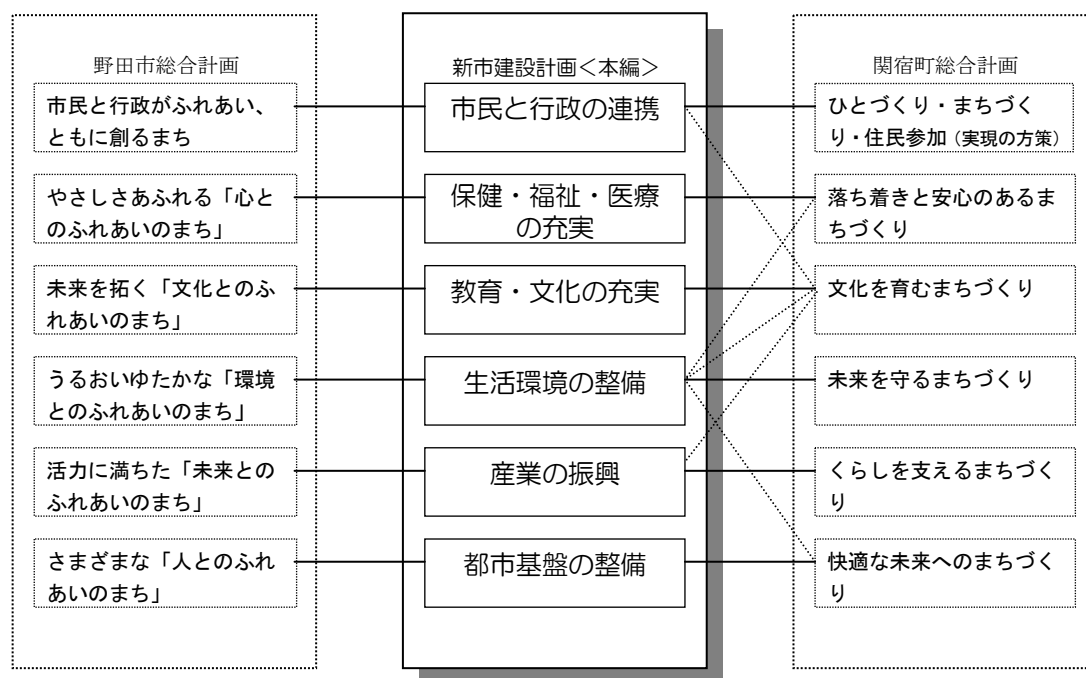 野田市総合計画
市民と行政がふれあい、
ともに創るまち
やさしさあふれる「心と
のふれあいのまち」
未来を拓く「文化とのふ
れあいのまち」
うるおいゆたかな「環境
とのふれあいのまち」
活力に満ちた「未来との
ふれあいのまち」
さまざまな「人とのふれ
あいのまち」
新市建設計画＜本編＞
市民と行政の連携
保健・福祉・医療
の充実
教育・文化の充実
生活環境の整備
産業の振興
都市基盤の整備
関宿町総合計画
ひとづくり・まちづく
り・住民参加（実現の方策）
落ち着きと安心のあるま
ちづくり
文化を育むまちづくり
未来を守るまちづくり
くらしを支えるまちづく
り
快適な未来へのまちづく
り